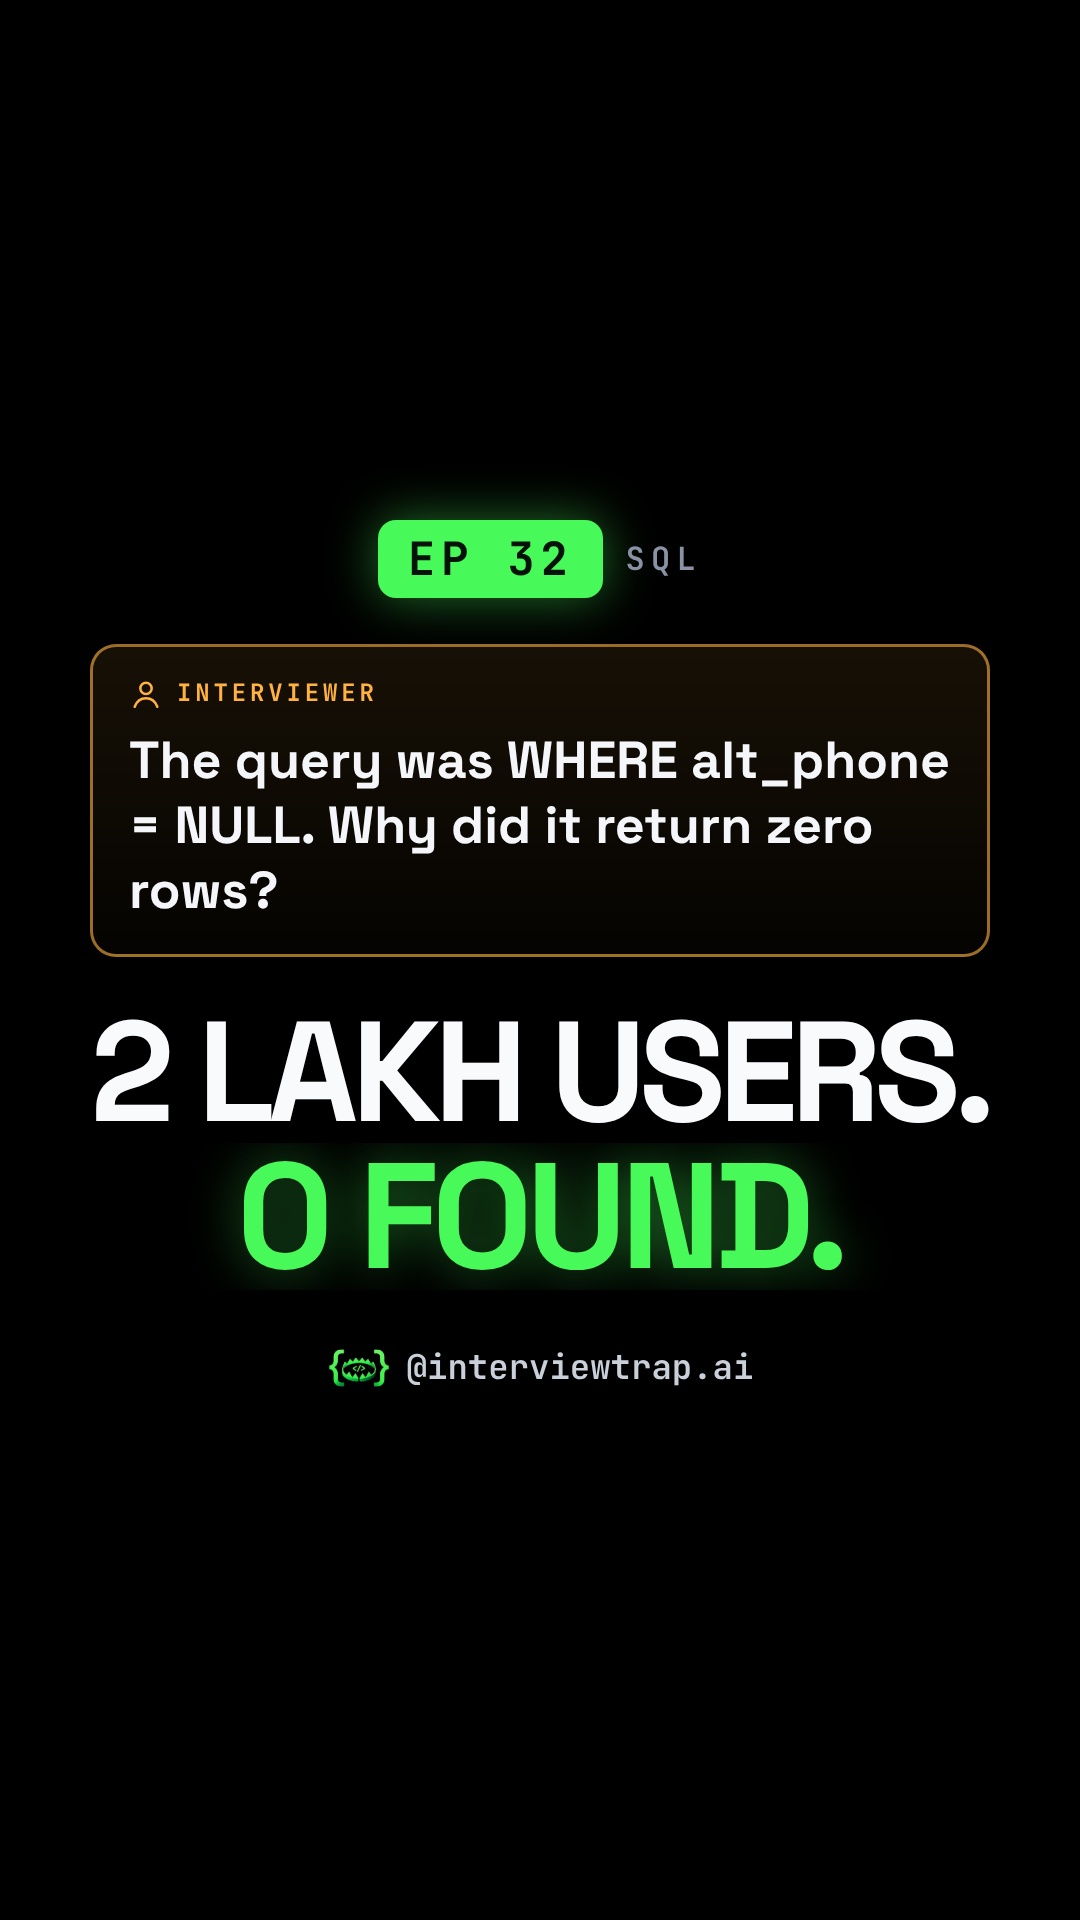 EP 32 SQL
INTERVIEWER
The query was WHERE alt_phone
= NULL. Why did it return zero
rows?
2 LAKH USERS.
0 FOUND.
{</>} @interviewtrap.ai